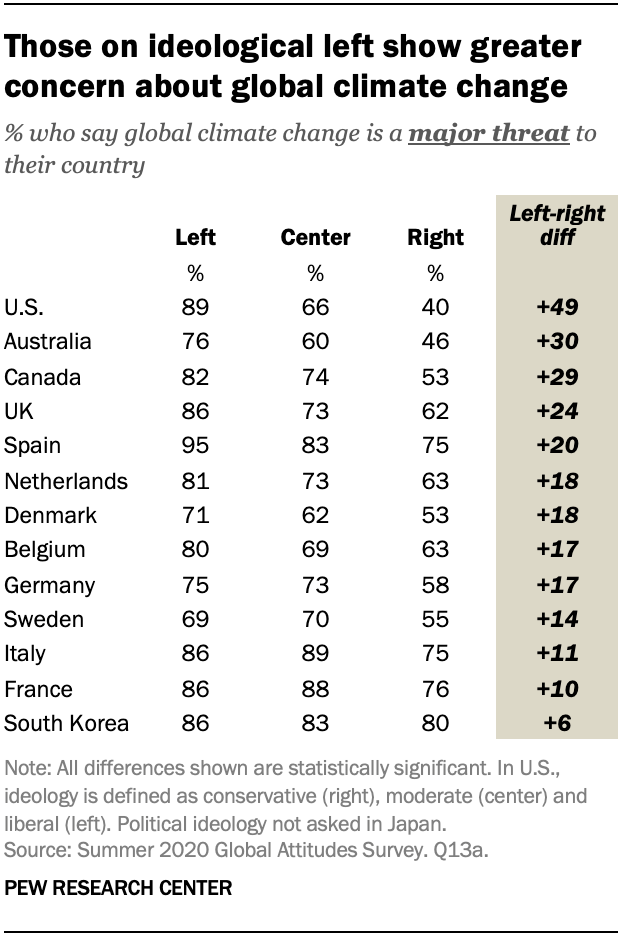 Those on ideological left show greater
concern about global climate change
% who say global climate change is a major threat to
their country
Left-right
diff
Left Center Right
% % %
U.S. 89 66 40 +49
Australia 76 60 46 +30
Canada 82 74 53 +29
UK 86 73 62 +24
Spain 95 83 75 +20
Netherlands 81 73 63 +18
Denmark 71 62 53 +18
Belgium 80 69 63 +17
Germany 75 73 58 +17
Sweden 69 70 55 +14
Italy 86 89 75 +11
France 86 88 76 +10
South Korea 86 83 80 +6
Note: All differences shown are statistically significant. In U.S.,
ideology is defined as conservative (right), moderate (center) and
liberal (left). Political ideology not asked in Japan.
Source: Summer 2020 Global Attitudes Survey. Q13a.
PEW RESEARCH CENTER